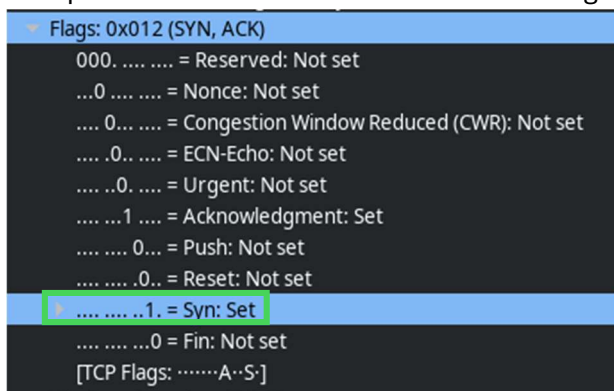 Flags: 0x012 (SYN, ACK)
000. .... .... = Reserved: Not set
...0 .... .... = Nonce: Not set
.... 0... .... = Congestion Window Reduced (CWR): Not set
.... .0.. .... = ECN-Echo: Not set
.... ..0. .... = Urgent: Not set
.... ...1 .... = Acknowledgment: Set
.... .... 0... = Push: Not set
.... .... .0.. = Reset: Not set
.... .... ..1. = Syn: Set
.... .... ...0 = Fin: Not set
[TCP Flags: ·······A··S·]